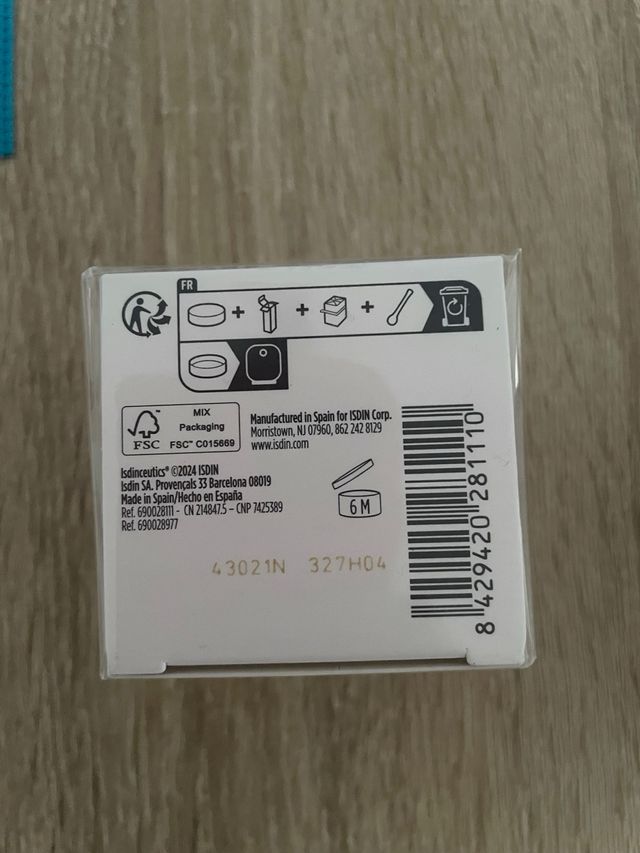 FR
MIX
Packaging
FSC™ C015669
FSC
Manufactured in Spain for ISDIN Corp.
Morristown, NJ 07960, 862 242 8129
www.isdin.com
Isdinceutics® ©2024 ISDIN
Isdin SA. Provençals 33 Barcelona 08019
Made in Spain/Hecho en España
Ref. 690028111 - CN 214847.5 – CNP 7425389
Ref. 690028977
6 M
43021N 327H04
8 429420 281110